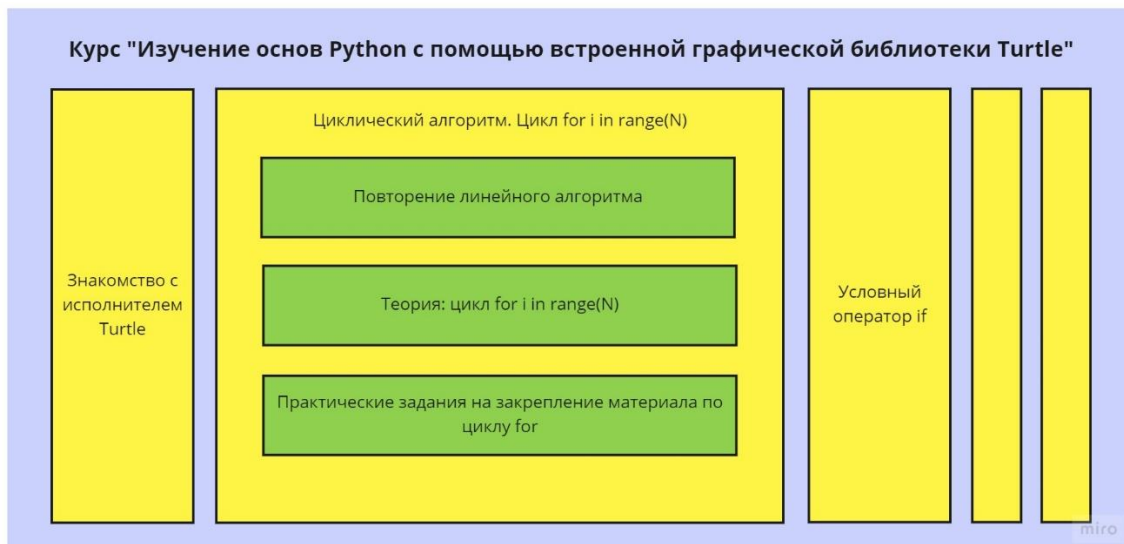 Курс "Изучение основ Python с помощью встроенной графической библиотеки Turtle"
Знакомство с
исполнителем
Turtle
Циклический алгоритм. Цикл for i in range(N)
Повторение линейного алгоритма
Теория: цикл for i in range(N)
Практические задания на закрепление материала по
циклу for
Условный
оператор if
miro